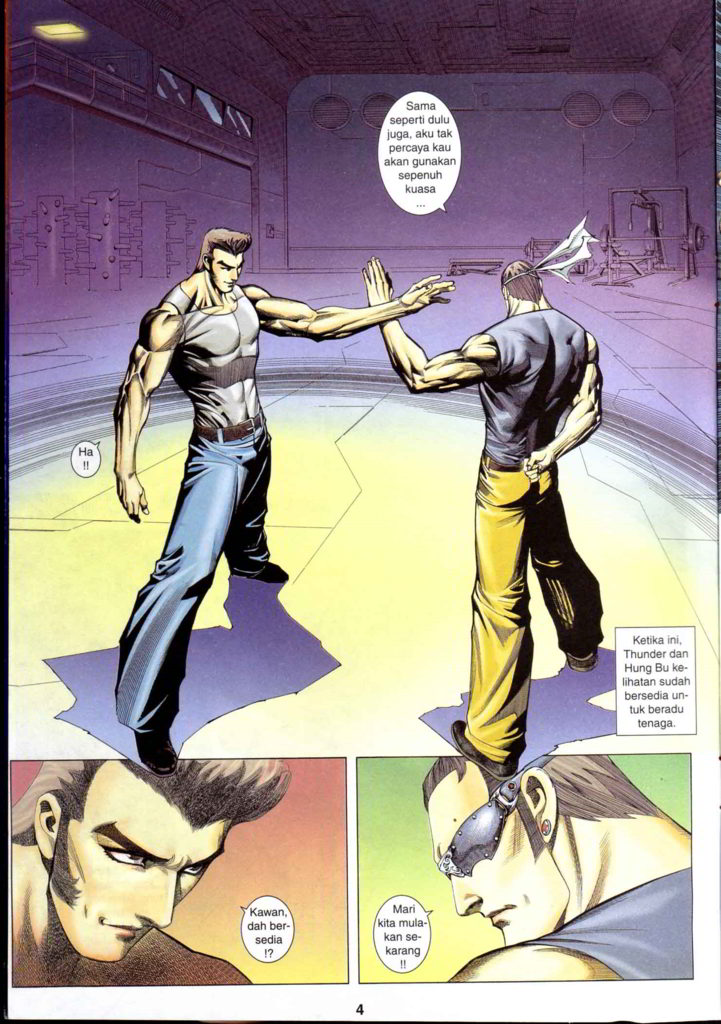 Sama
seperti dulu
juga, aku tak
percaya kau
akan gunakan
sepenuh
kuasa
...
Ha
!!
Ketika ini,
Thunder dan
Hung Bu ke-
lihatan sudah
bersedia un-
tuk beradu
tenaga.
Kawan,
dah ber-
sedia
!?
Mari
kita mula-
kan se-
karang
!!
4